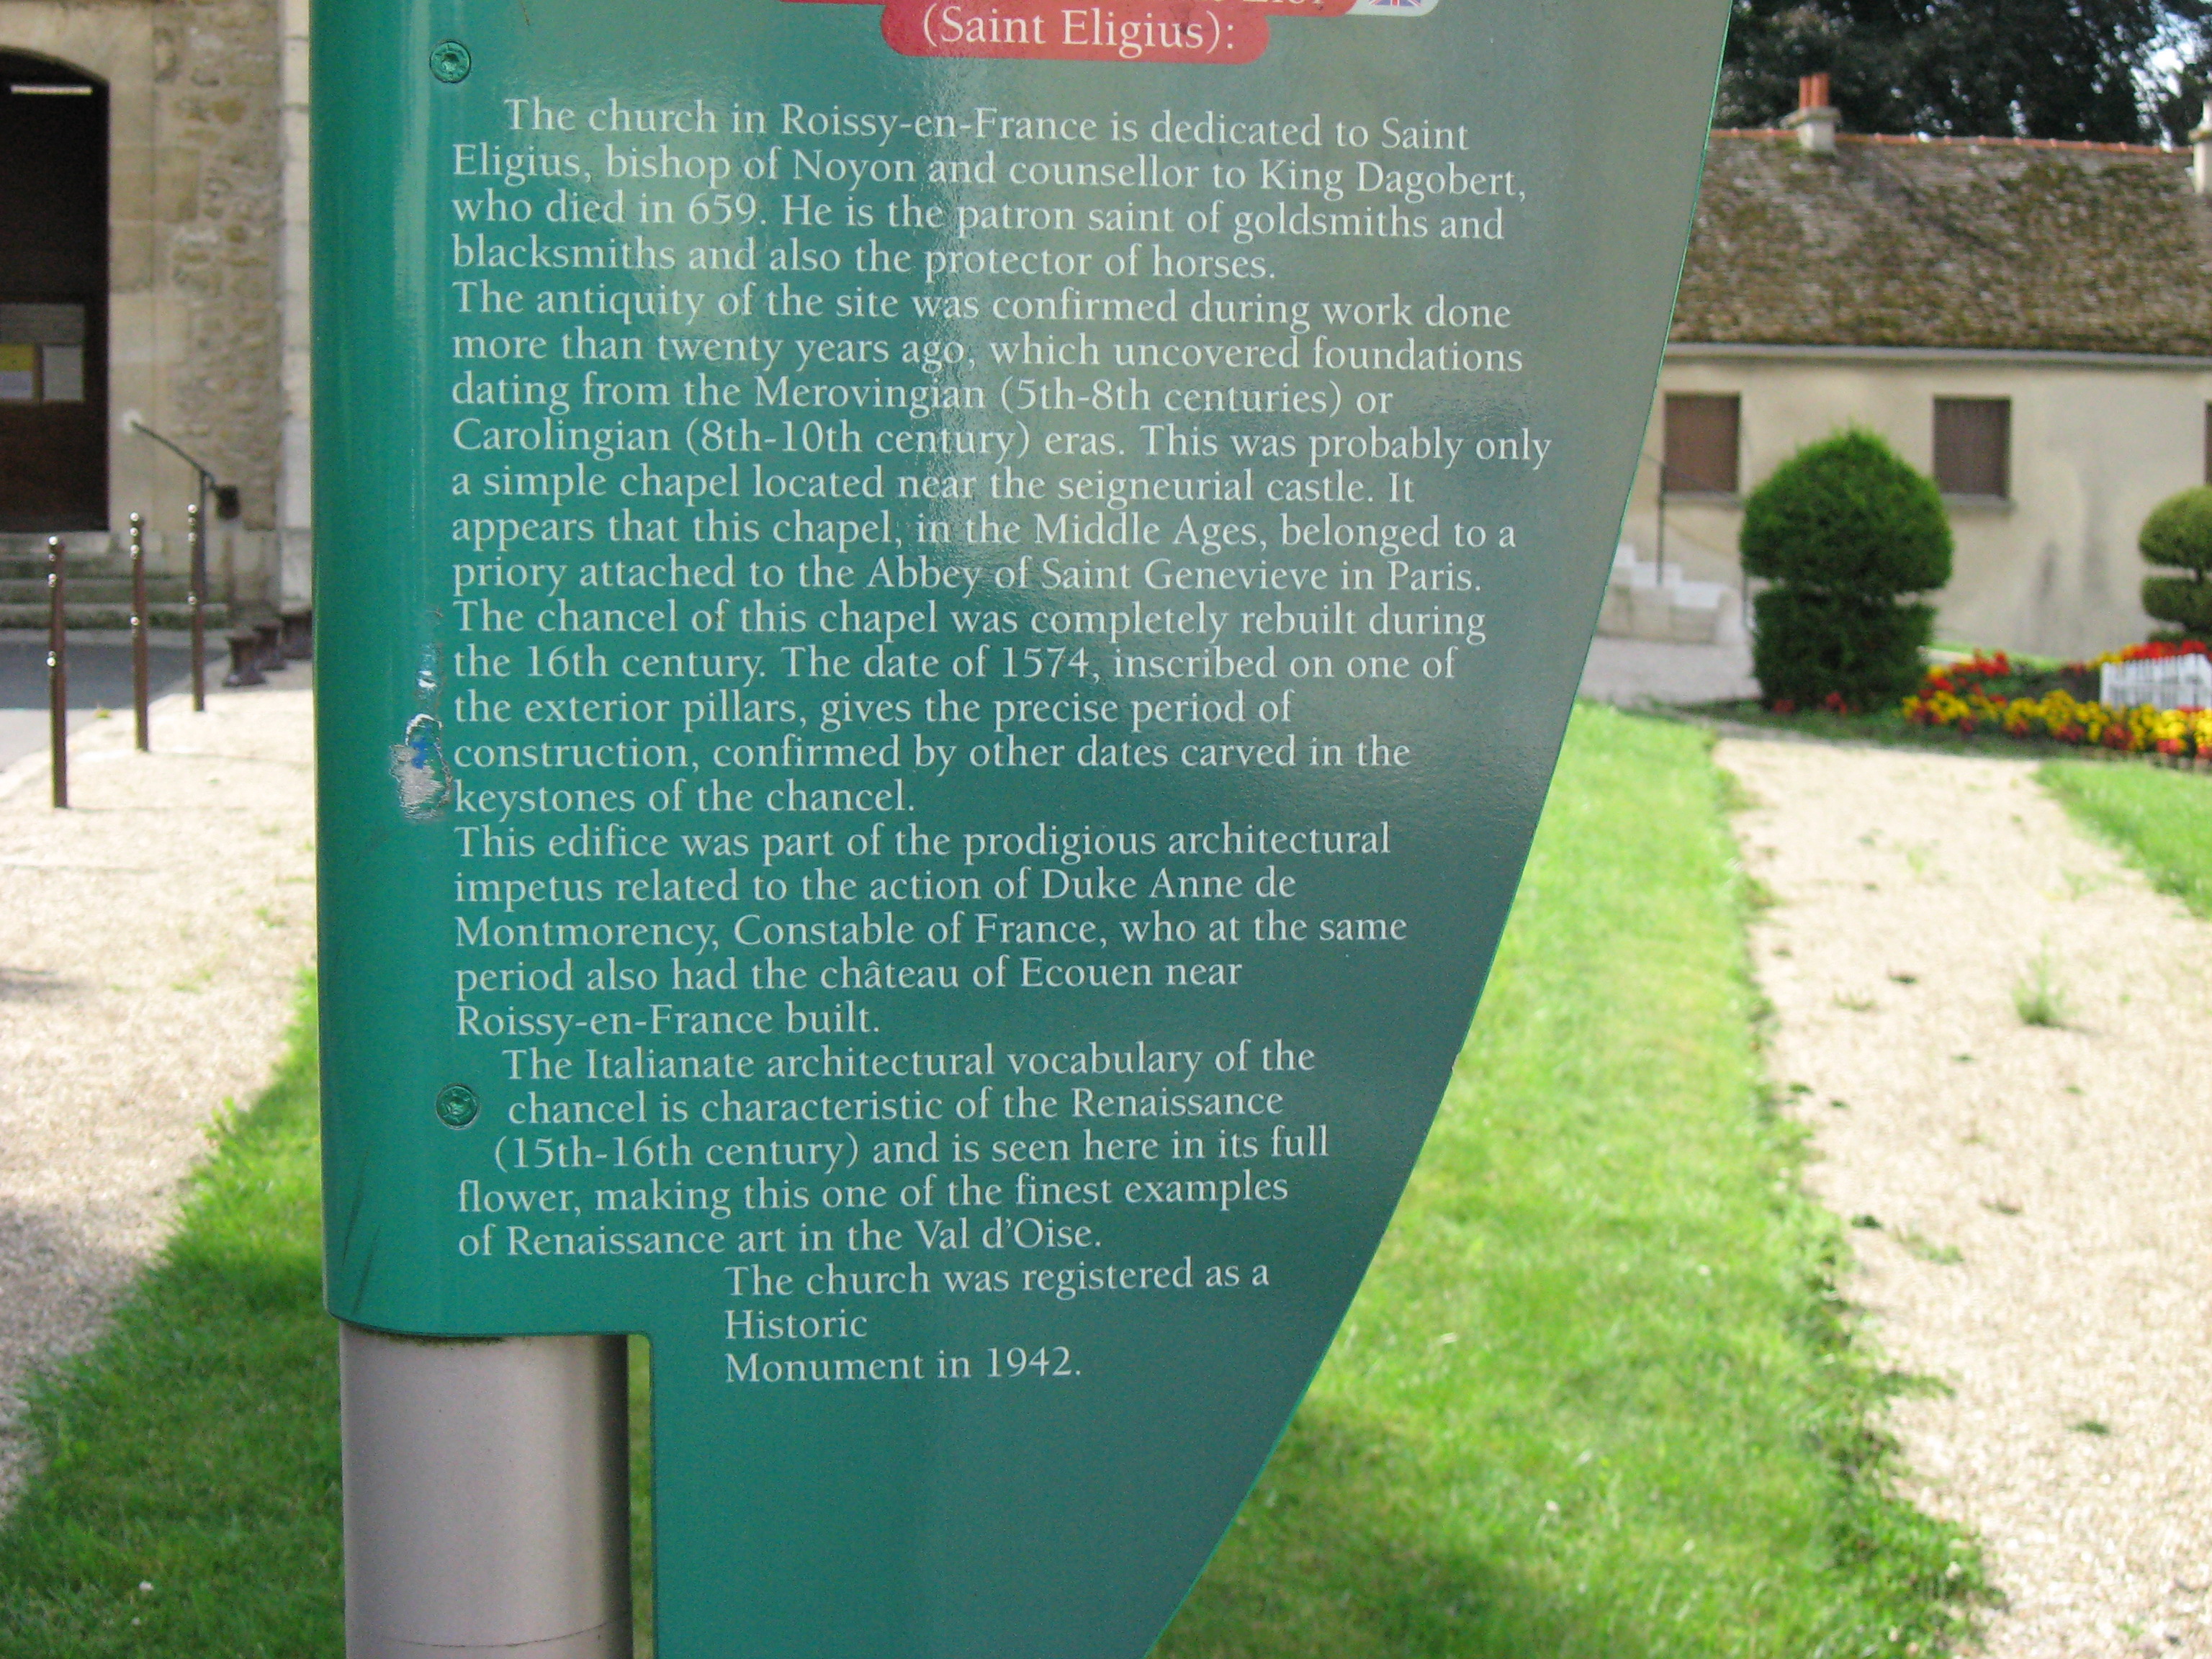 (Saint Eligius):
The church in Roissy-en-France is dedicated to Saint
Eligius, bishop of Noyon and counsellor to King Dagobert,
who died in 659. He is the patron saint of goldsmiths and
blacksmiths and also the protector of horses.
The antiquity of the site was confirmed during work done
more than twenty years ago, which uncovered foundations
dating from the Merovingian (5th-8th centuries) or
Carolingian (8th-10th century) eras. This was probably only
a simple chapel located near the seigneurial castle. It
appears that this chapel, in the Middle Ages, belonged to a
priory attached to the Abbey of Saint Genevieve in Paris.
The chancel of this chapel was completely rebuilt during
the 16th century. The date of 1574, inscribed on one of
the exterior pillars, gives the precise period of
construction, confirmed by other dates carved in the
keystones of the chancel.
This edifice was part of the prodigious architectural
impetus related to the action of Duke Anne de
Montmorency, Constable of France, who at the same
period also had the château of Ecouen near
Roissy-en-France built.
The Italianate architectural vocabulary of the
chancel is characteristic of the Renaissance
(15th-16th century) and is seen here in its full
flower, making this one of the finest examples
of Renaissance art in the Val d'Oise.
The church was registered as a
Historic
Monument in 1942.